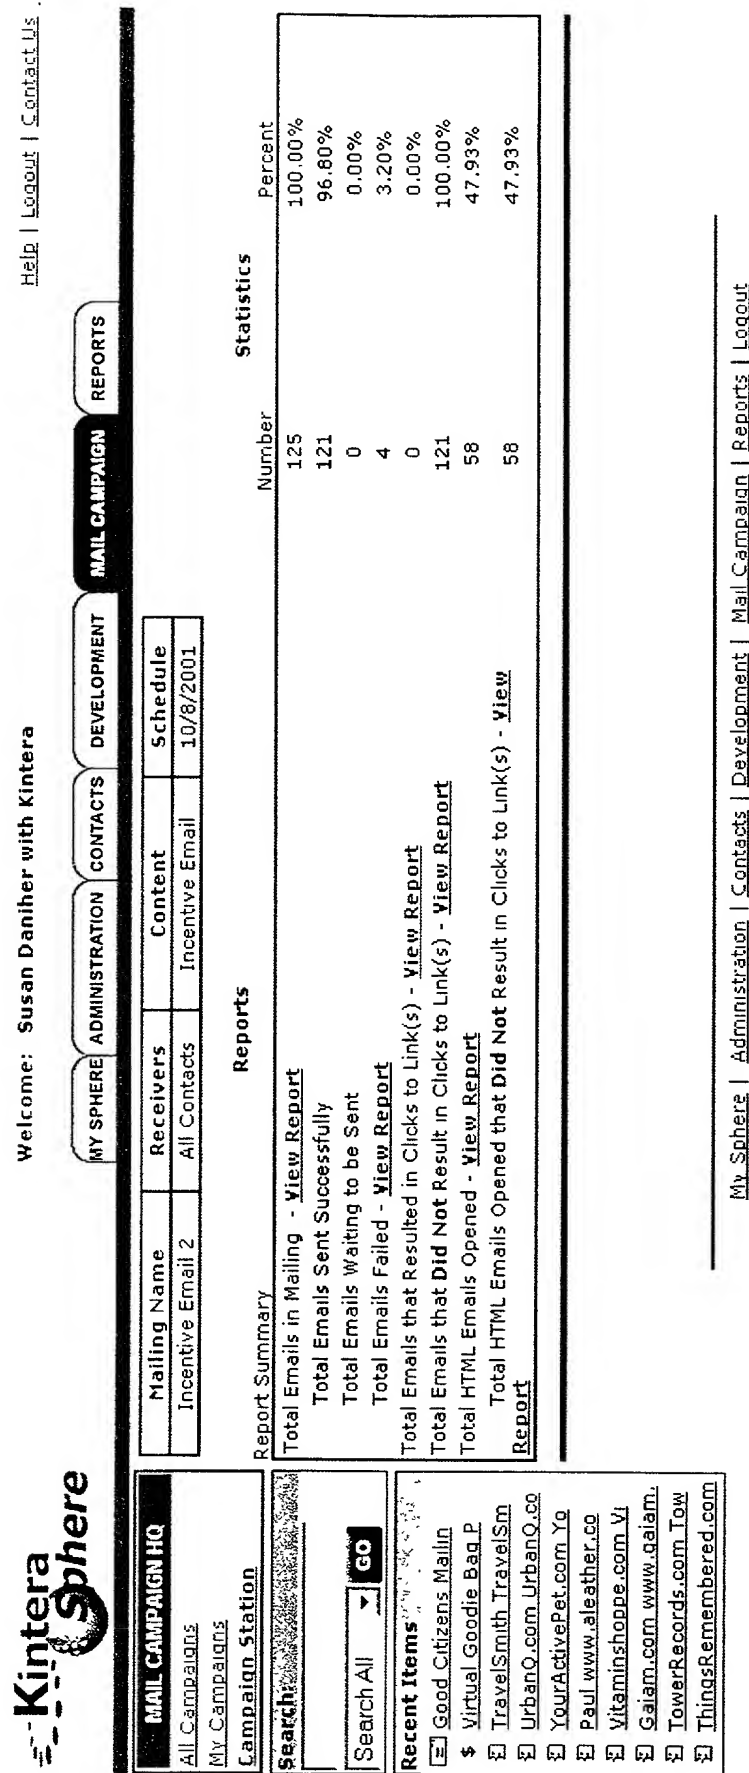 Kintera
Sphere
Welcome: Susan Daniher with Kintera
Help | Logout | Contact Us
MY SPHERE ADMINISTRATION CONTACTS DEVELOPMENT MAIL CAMPAIGN REPORTS
MAIL CAMPAIGN HQ
All Campaigns
My Campaigns
Campaign Station
Search:
Search All GO
Recent Items
Good Citizens Mailin
$ Virtual Goodie Bag P
TravelSmith TravelSm
UrbanQ.com UrbanQ.co
YourActivePet.com Yo
Paul www.aleather.co
Vitaminshoppe.com Vi
Gaiam.com www.gaiam.
TowerRecords.com Tow
ThingsRemembered.com
Mailing Name Receivers Content Schedule
Incentive Email 2 All Contacts Incentive Email 10/8/2001
Reports Statistics
Report Summary Number Percent
Total Emails in Mailing - View Report 125 100.00%
Total Emails Sent Successfully 121 96.80%
Total Emails Waiting to be Sent 0 0.00%
Total Emails Failed - View Report 4 3.20%
Total Emails that Resulted in Clicks to Link(s) - View Report 0 0.00%
Total Emails that Did Not Result in Clicks to Link(s) - View Report 121 100.00%
Total HTML Emails Opened - View Report 58 47.93%
Total HTML Emails Opened that Did Not Result in Clicks to Link(s) - View 58 47.93%
Report
My Sphere | Administration | Contacts | Development | Mail Campaign | Reports | Logout